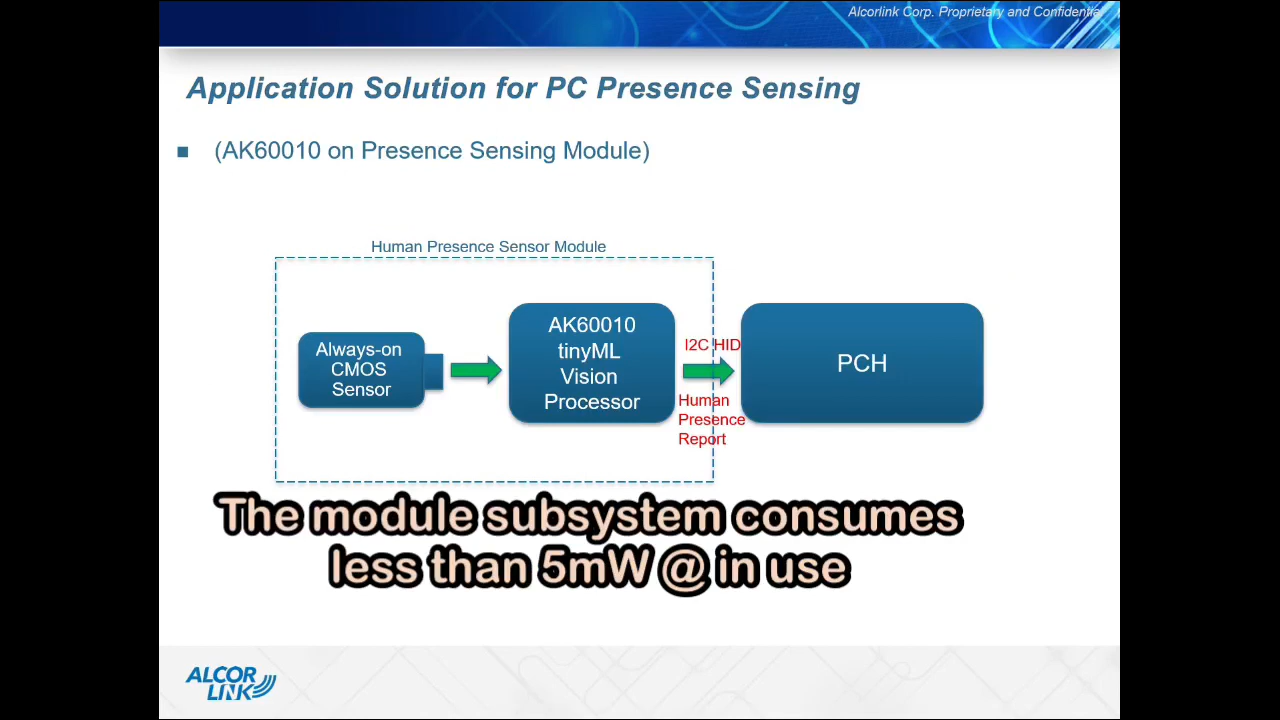 Alcorlink Corp. Proprietary and Confidential
Application Solution for PC Presence Sensing
(AK60010 on Presence Sensing Module)
Human Presence Sensor Module
Always-on
CMOS
Sensor
AK60010
tinyML
Vision
Processor
I2C HID
Human
Presence
Report
PCH
The module subsystem consumes
less than 5mW @ in use
ALCOR
LINK